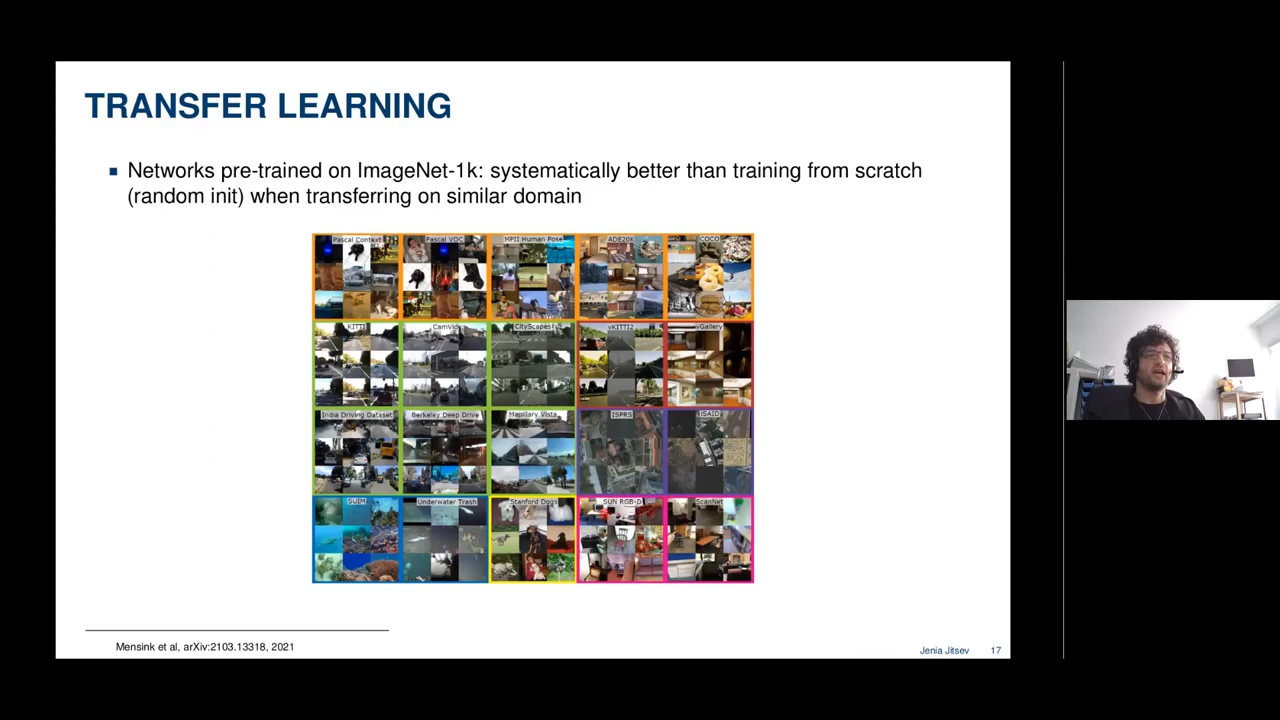 TRANSFER LEARNING
Networks pre-trained on ImageNet-1k: systematically better than training from scratch
(random init) when transferring on similar domain
Pascal Context
Pascal VOC
MPII Human Pose
ADE20K
COCO
KITTI
CamVid
CityScapes
vKITTI2
vGallery
India Driving Dataset
Berkeley Deep Drive
Mapillary Vista
ISPRS
iSAID
SUIM
Underwater Trash
Stanford Dogs
SUN RGB-D
ScanNet
Mensink et al, arXiv:2103.13318, 2021
Jenia Jitsev 17